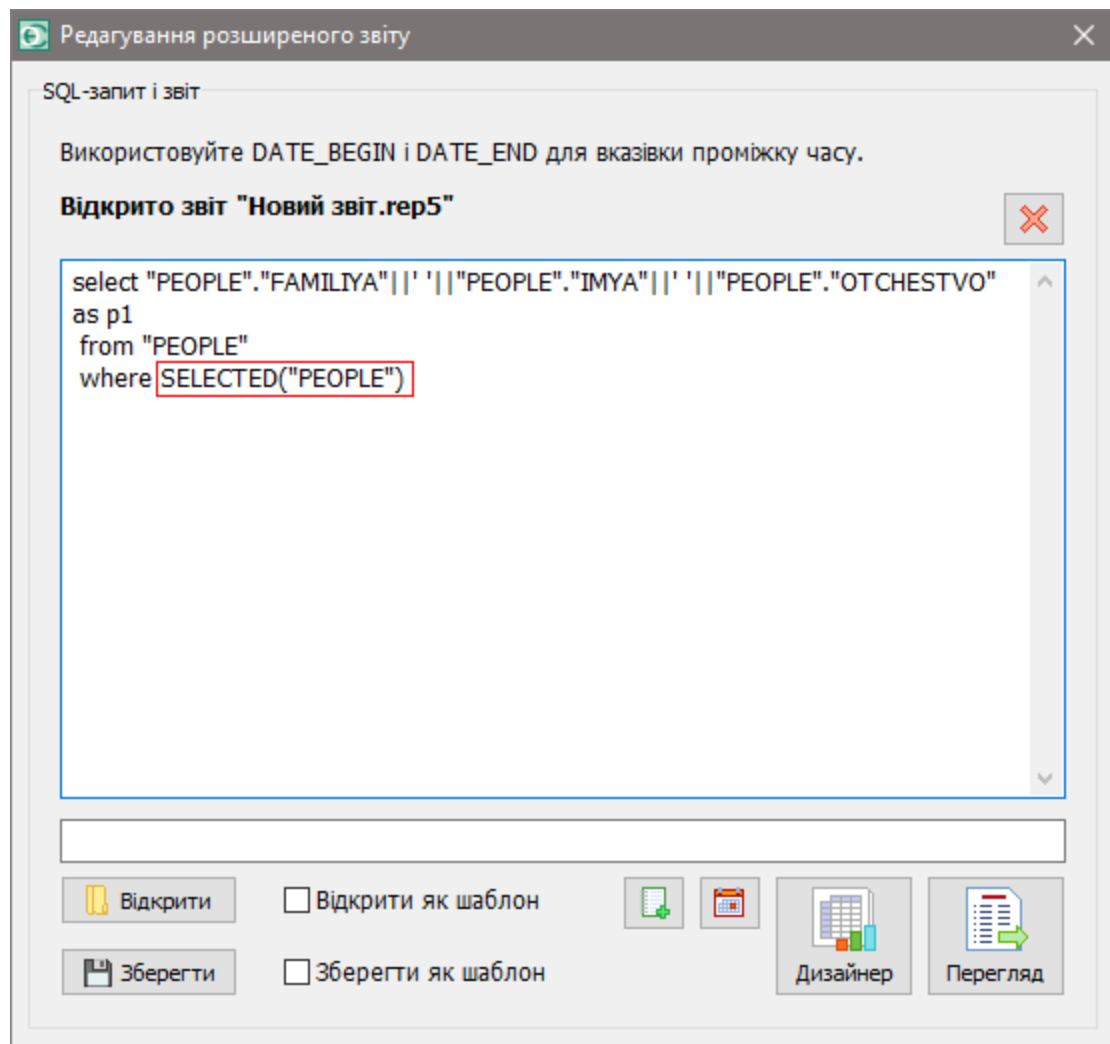 Редагування розширеного звіту
SQL-запит і звіт
Використовуйте DATE_BEGIN і DATE_END для вказівки проміжку часу.
Відкрито звіт "Новий звіт.rep5"
select "PEOPLE"."FAMILIYA"||' '||"PEOPLE"."IMYA"||' '||"PEOPLE"."OTCHESTVO"
as p1
from "PEOPLE"
where SELECTED("PEOPLE")
Відкрити
Відкрити як шаблон
Зберегти
Зберегти як шаблон
Дизайнер
Перегляд